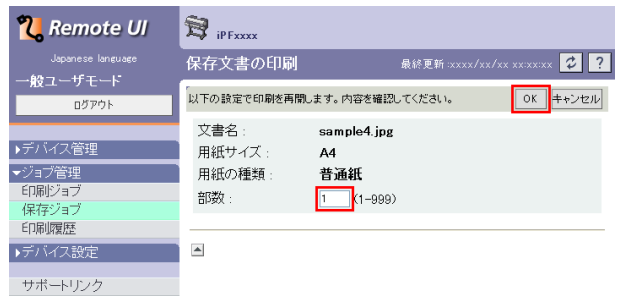 Remote UI
Japanese language
一般ユーザモード
ログアウト
▶デバイス管理
▼ジョブ管理
印刷ジョブ
保存ジョブ
印刷履歴
▶デバイス設定
サポートリンク
iPFxxxx
保存文書の印刷 最終更新:xxxx/xx/xx xx:xx:xx ?
以下の設定で印刷を再開します。内容を確認してください。 OK キャンセル
文書名: sample4.jpg
用紙サイズ: A4
用紙の種類: 普通紙
部数: 1 (1-999)